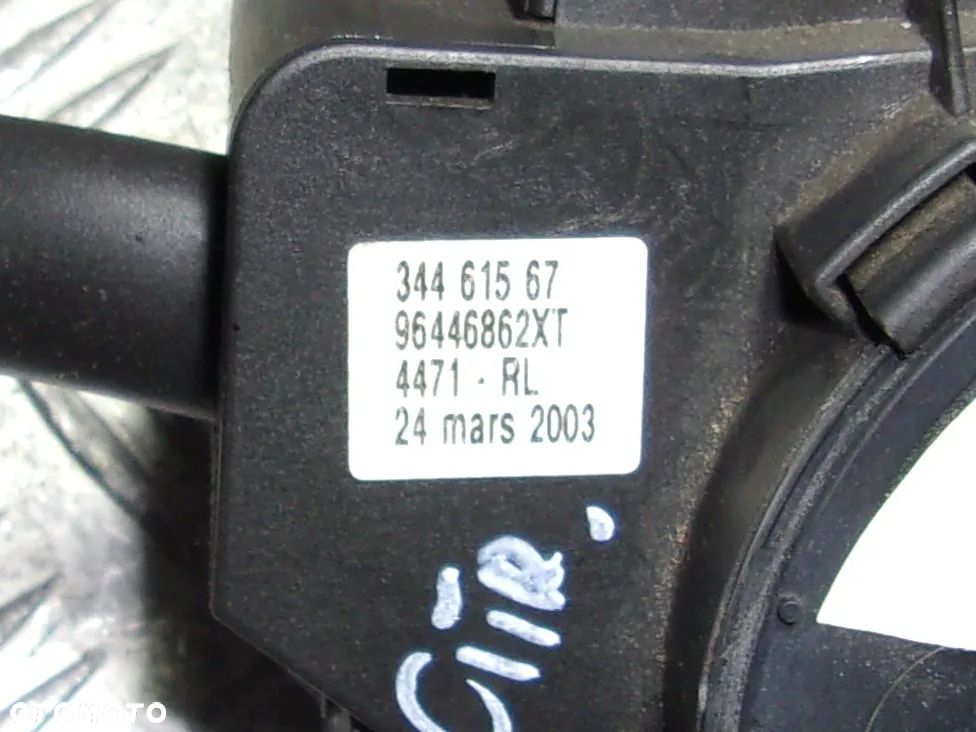 344 615 67
96446862XT
4471 - RL
24 mars 2003
OTOMOTO